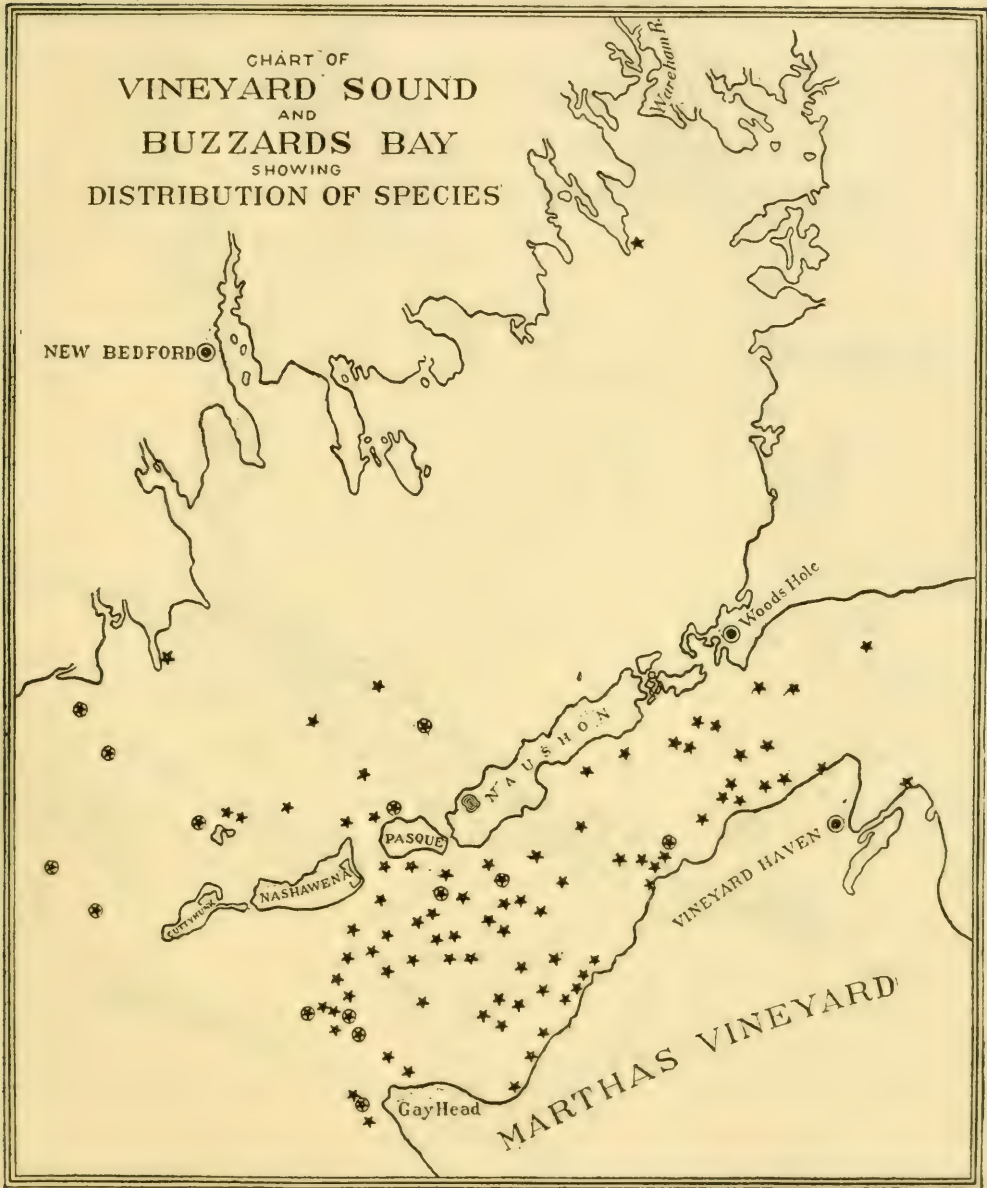 CHART OF
VINEYARD SOUND
AND
BUZZARDS BAY
SHOWING
DISTRIBUTION OF SPECIES
Wareham R.
NEW BEDFORD
Woods Hole
NAUSHON
PASQUE
NASHAWENA
CUTTYHUNK
VINEYARD HAVEN
MARTHAS VINEYARD
Gay Head